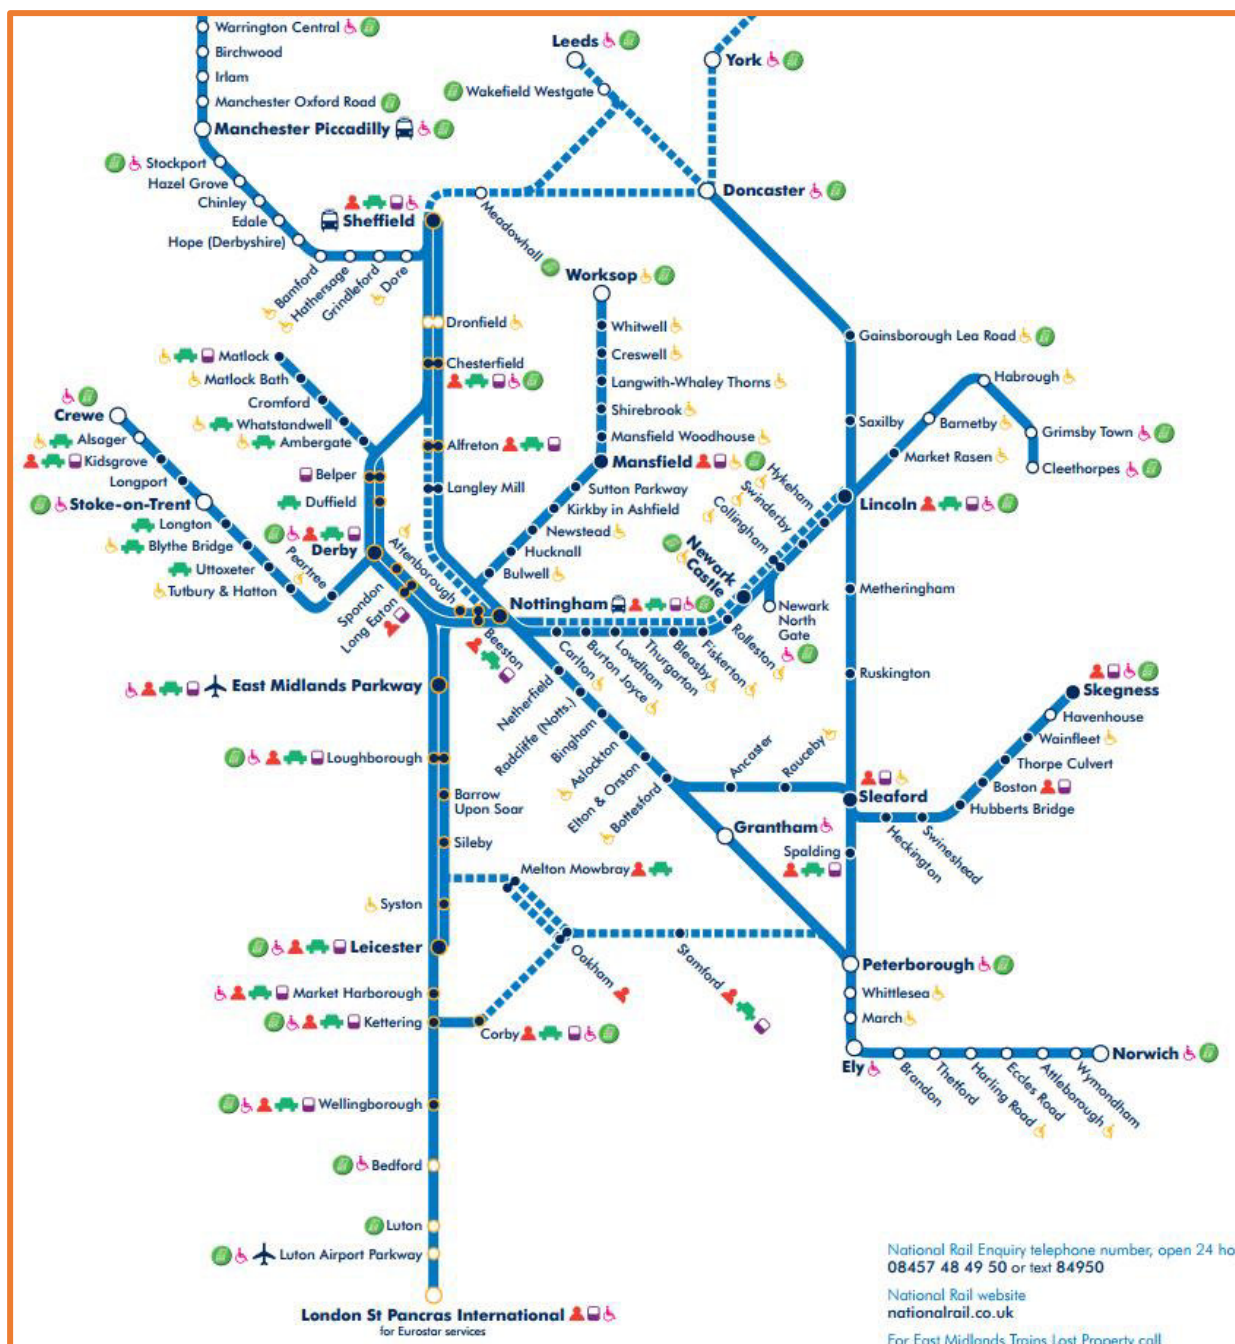 Warrington Central
Birchwood
Irlam
Manchester Oxford Road
Manchester Piccadilly
Stockport
Hazel Grove
Chinley
Edale
Hope (Derbyshire)
Bamford
Hathersage
Grindleford
Dore
Leeds
York
Wakefield Westgate
Doncaster
Sheffield
Meadowhall
Worksop
Whitwell
Creswell
Langwith-Whaley Thorns
Shirebrook
Mansfield Woodhouse
Mansfield
Sutton Parkway
Kirkby in Ashfield
Newstead
Hucknall
Bulwell
Dronfield
Chesterfield
Alfreton
Langley Mill
Matlock
Matlock Bath
Cromford
Whatstandwell
Ambergate
Belper
Duffield
Derby
Crewe
Alsager
Kidsgrove
Longport
Stoke-on-Trent
Longton
Blythe Bridge
Uttoxeter
Tutbury & Hatton
Peartree
Spondon
Long Eaton
Attenborough
Beeston
Nottingham
Gainsborough Lea Road
Saxilby
Habrough
Barnetby
Market Rasen
Grimsby Town
Cleethorpes
Lincoln
Hykeham
Swinderby
Collingham
Newark
Castle
Newark
North
Gate
Rolleston
Fiskerton
Bleasby
Thurgarton
Lowdham
Burton Joyce
Carlton
Netherfield
Radcliffe (Notts.)
Bingham
Aslockton
Elton & Orston
Bottesford
Metheringham
Ruskington
Ancaster
Rauceby
Sleaford
Skegness
Havenhouse
Wainfleet
Thorpe Culvert
Boston
Hubberts Bridge
Swineshead
Heckington
Grantham
Spalding
East Midlands Parkway
Loughborough
Barrow
Upon Soar
Sileby
Syston
Melton Mowbray
Oakham
Stamford
Leicester
Market Harborough
Kettering
Corby
Peterborough
Whittlesea
March
Ely
Brandon
Thetford
Harling Road
Eccles Road
Attleborough
Wymondham
Norwich
Wellingborough
Bedford
Luton
Luton Airport Parkway
London St Pancras International
for Eurostar services
National Rail Enquiry telephone number, open 24 ho
08457 48 49 50 or text 84950
National Rail website
nationalrail.co.uk
For East Midlands Trains Lost Property call